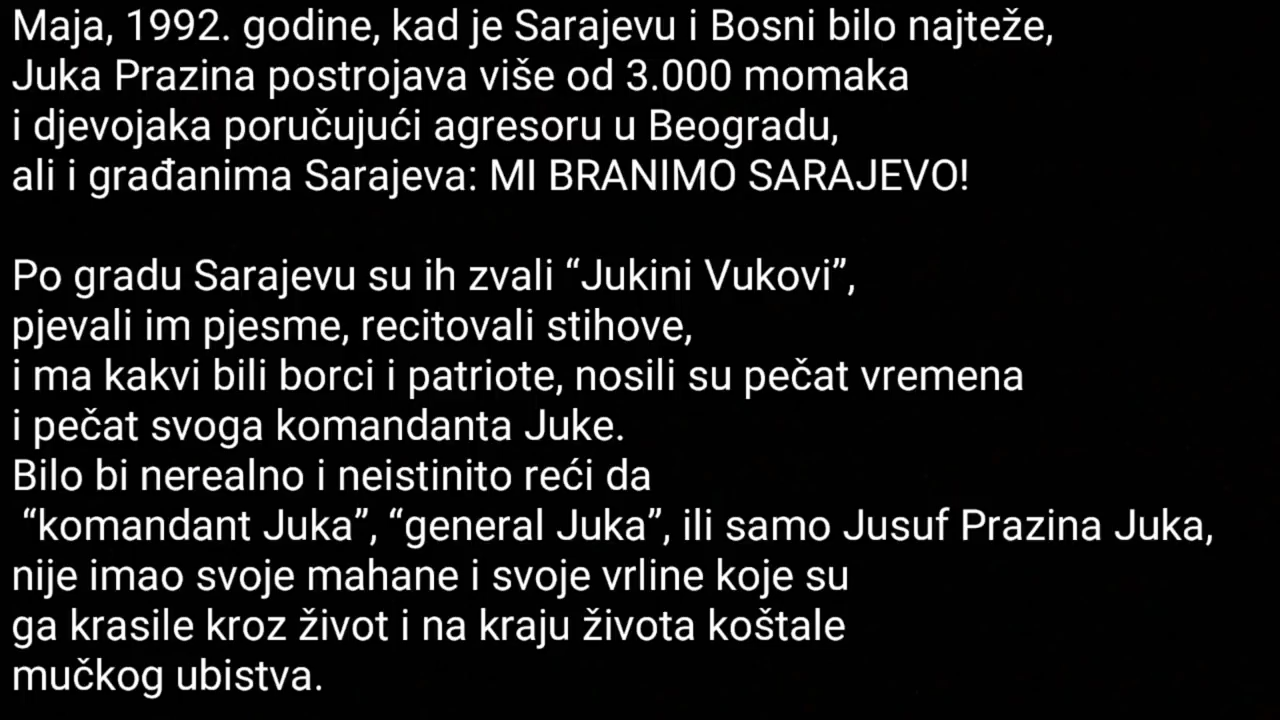 Maja, 1992. godine, kad je Sarajevu i Bosni bilo najteže,
Juka Prazina postrojava više od 3.000 momaka
i djevojaka poručujući agresoru u Beogradu,
ali i građanima Sarajeva: MI BRANIMO SARAJEVO!
Po gradu Sarajevu su ih zvali “Jukini Vukovi”,
pjevali im pjesme, recitovali stihove,
i ma kakvi bili borci i patriote, nosili su pečat vremena
i pečat svoga komandanta Juke.
Bilo bi nerealno i neistinito reći da
“komandant Juka”, “general Juka”, ili samo Jusuf Prazina Juka,
nije imao svoje mahane i svoje vrline koje su
ga krasile kroz život i na kraju života koštale
mučkog ubistva.